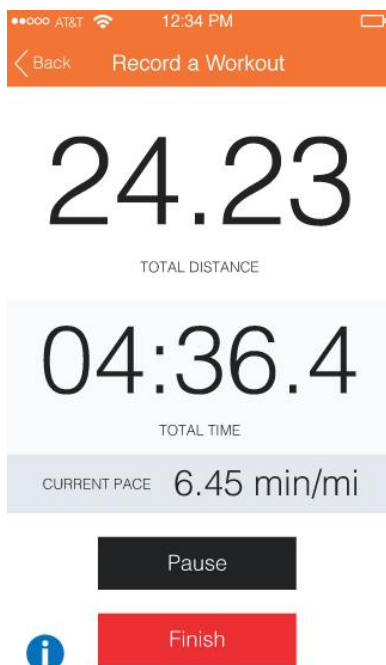 AT&T 12:34 PM
Back Record a Workout
24.23
TOTAL DISTANCE
04:36.4
TOTAL TIME
CURRENT PACE 6.45 min/mi
Pause
i
Finish